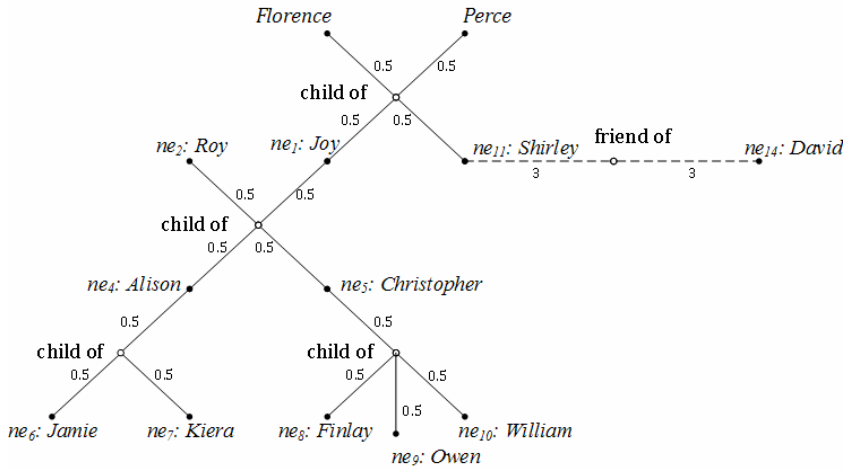 Florence Perce
0.5 0.5
child of
0.5 0.5
ne2: Roy ne1: Joy ne11: Shirley friend of ne14: David
3 3
0.5 0.5
child of
0.5 0.5
ne4: Alison ne5: Christopher
0.5 0.5
child of child of
0.5 0.5 0.5 0.5
0.5
ne6: Jamie ne7: Kiera ne8: Finlay ne10: William
ne9: Owen